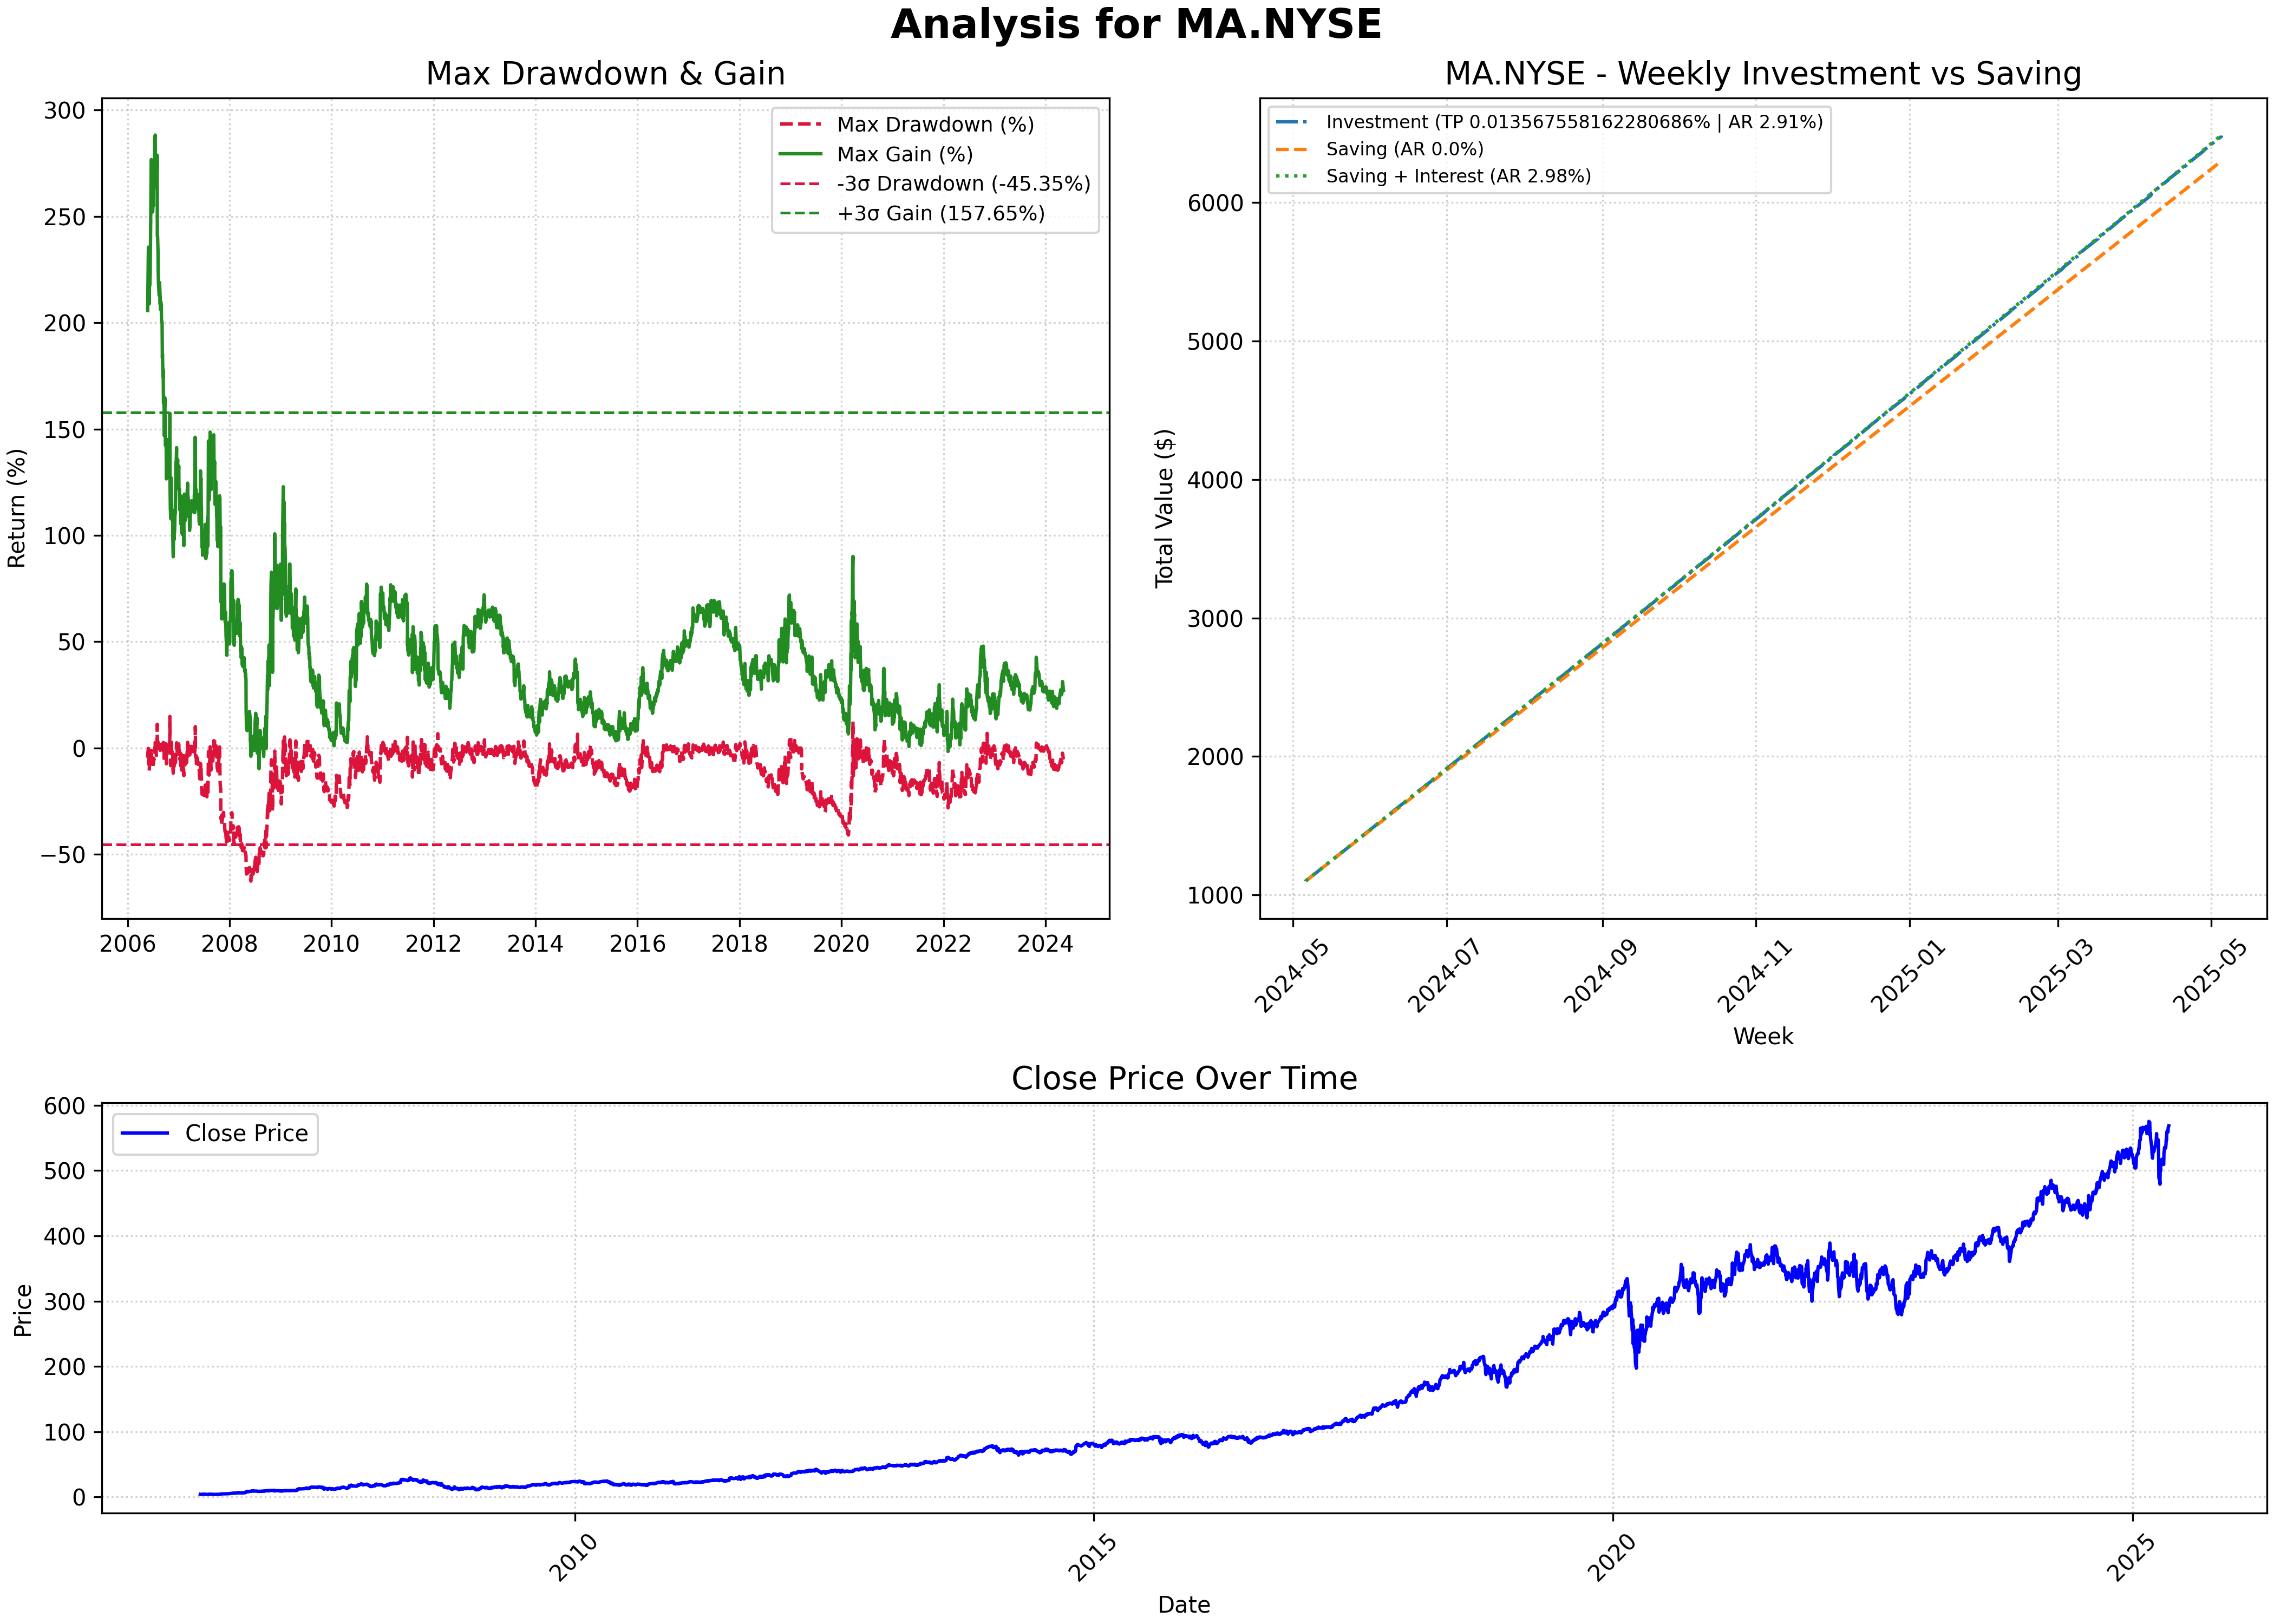 Analysis for MA.NYSE
Max Drawdown & Gain
Return (%)
300
250
200
150
100
50
0
−50
2006 2008 2010 2012 2014 2016 2018 2020 2022 2024
Max Drawdown (%)
Max Gain (%)
-3σ Drawdown (-45.35%)
+3σ Gain (157.65%)
MA.NYSE - Weekly Investment vs Saving
Total Value ($)
6000
5000
4000
3000
2000
1000
Investment (TP 0.013567558162280686% | AR 2.91%)
Saving (AR 0.0%)
Saving + Interest (AR 2.98%)
2024-05 2024-07 2024-09 2024-11 2025-01 2025-03 2025-05
Week
Close Price Over Time
Price
600
500
400
300
200
100
0
Close Price
2010 2015 2020 2025
Date